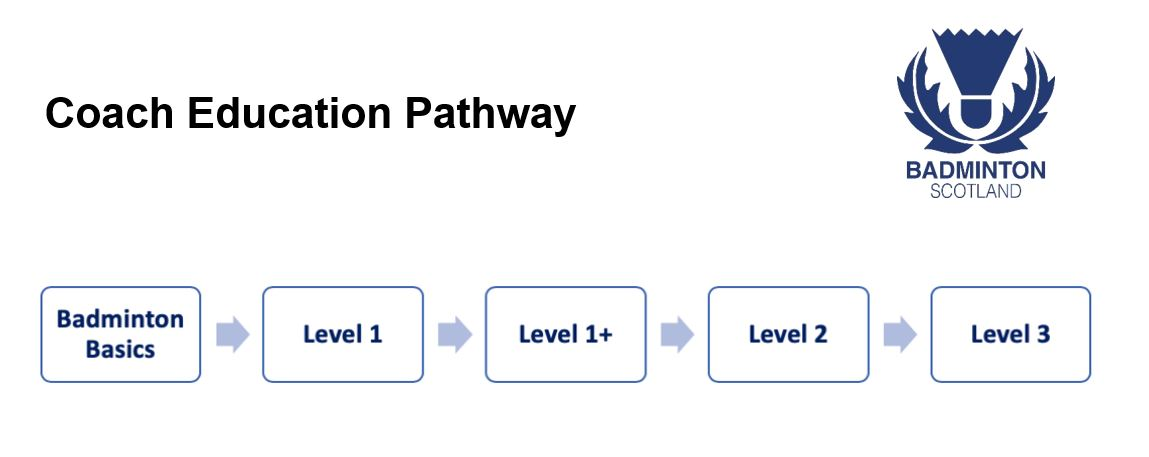 Coach Education Pathway
BADMINTON
SCOTLAND
Badminton
Basics
Level 1
Level 1+
Level 2
Level 3